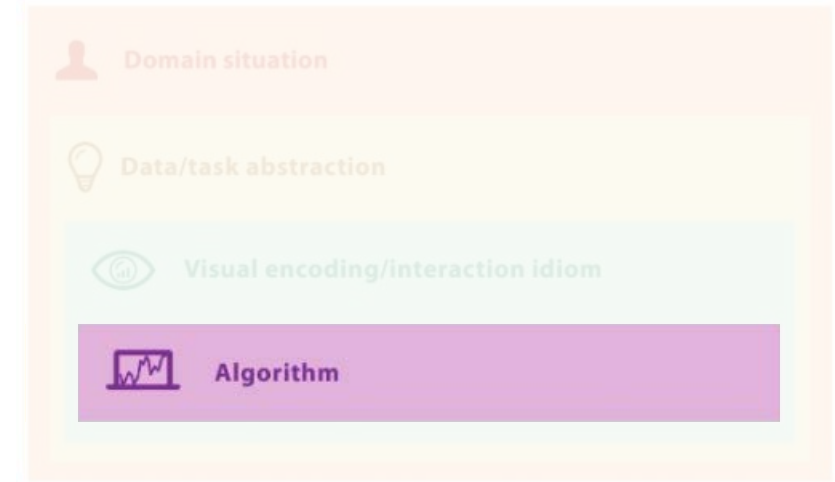 Domain situation
Data/task abstraction
Visual encoding/interaction idiom
Algorithm